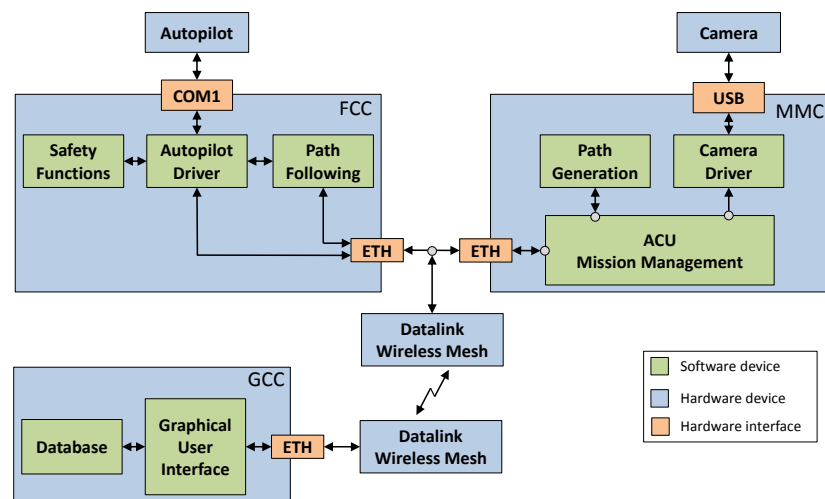 Autopilot
Camera
COM1
USB
FCC
MMC
Safety
Functions
Autopilot
Driver
Path
Following
Path
Generation
Camera
Driver
ETH
ETH
ACU
Mission Management
Datalink
Wireless Mesh
GCC
Database
Graphical
User
Interface
ETH
Datalink
Wireless Mesh
Software device
Hardware device
Hardware interface